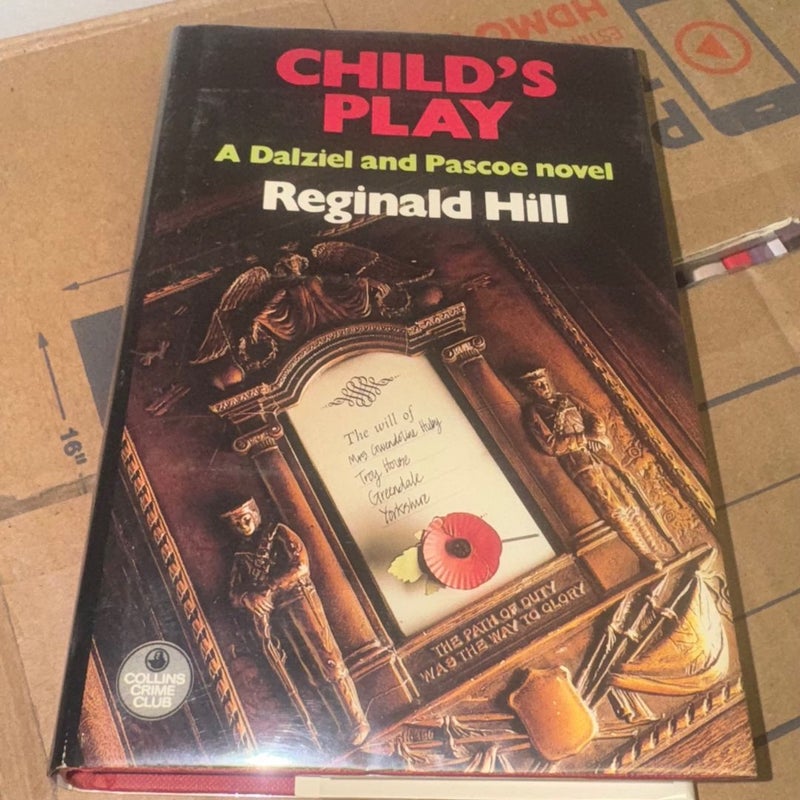 CHILD'S
PLAY
A Dalziel and Pascoe novel
Reginald Hill
The will of
Mrs Gwendoline Huby
Troy House
Greendale
Yorkshire
THE PATH OF DUTY
WAS THE WAY TO GLORY
COLLINS
CRIME
CLUB
16"